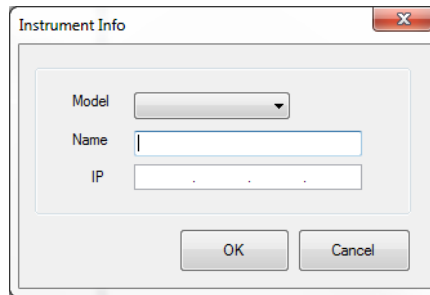 Instrument Info
Model
Name
IP . . .
OK Cancel